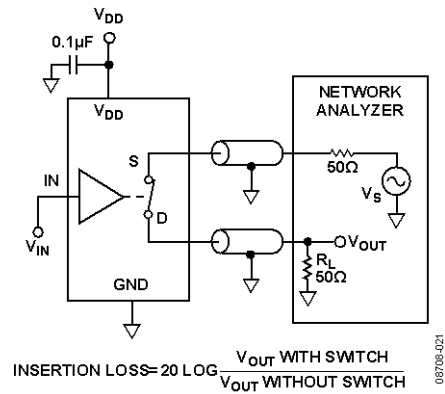 VDD
0.1µF
VDD
NETWORK
ANALYZER
S
50Ω
VS
IN
D
VIN
VOUT
RL
50Ω
GND
INSERTION LOSS= 20 LOG VOUT WITH SWITCH
VOUT WITHOUT SWITCH
08708-021